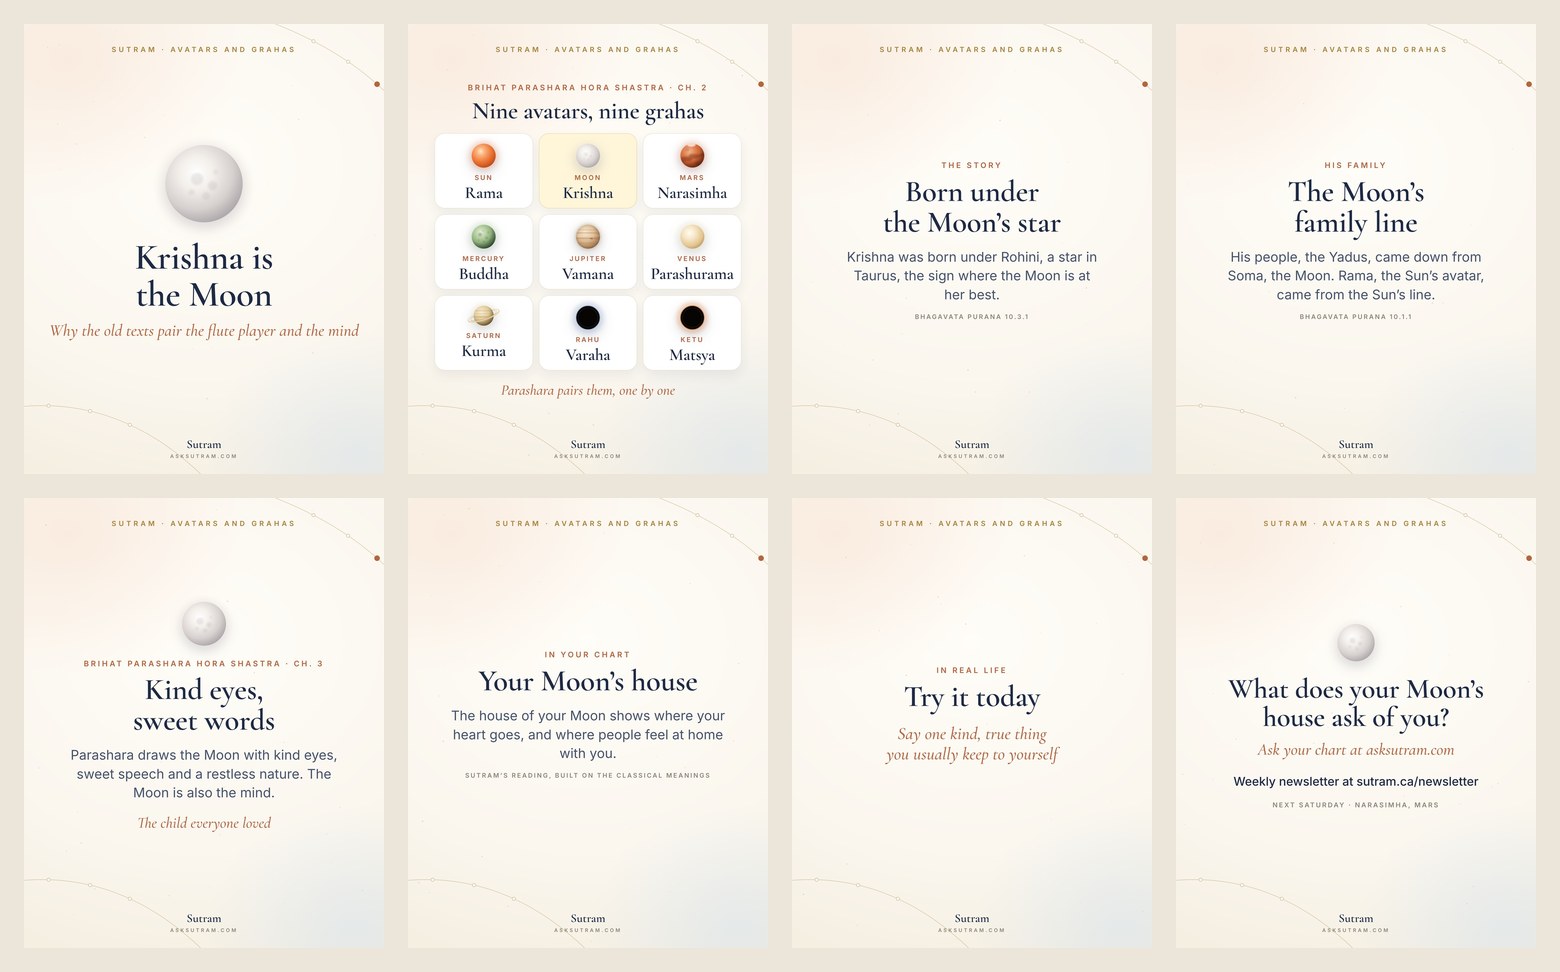 SUTRAM · AVATARS AND GRAHAS
Krishna is
the Moon
Why the old texts pair the flute player and the mind
Sutram
ASKSUTRAM.COM
SUTRAM · AVATARS AND GRAHAS
BRIHAT PARASHARA HORA SHASTRA · CH. 2
Nine avatars, nine grahas
SUN
Rama
MOON
Krishna
MARS
Narasimha
MERCURY
Buddha
JUPITER
Vamana
VENUS
Parashurama
SATURN
Kurma
RAHU
Varaha
KETU
Matsya
Parashara pairs them, one by one
Sutram
ASKSUTRAM.COM
SUTRAM · AVATARS AND GRAHAS
THE STORY
Born under
the Moon’s star
Krishna was born under Rohini, a star in
Taurus, the sign where the Moon is at
her best.
BHAGAVATA PURANA 10.3.1
Sutram
ASKSUTRAM.COM
SUTRAM · AVATARS AND GRAHAS
HIS FAMILY
The Moon’s
family line
His people, the Yadus, came down from
Soma, the Moon. Rama, the Sun’s avatar,
came from the Sun’s line.
BHAGAVATA PURANA 10.1.1
Sutram
ASKSUTRAM.COM
SUTRAM · AVATARS AND GRAHAS
BRIHAT PARASHARA HORA SHASTRA · CH. 3
Kind eyes,
sweet words
Parashara draws the Moon with kind eyes,
sweet speech and a restless nature. The
Moon is also the mind.
The child everyone loved
Sutram
ASKSUTRAM.COM
SUTRAM · AVATARS AND GRAHAS
IN YOUR CHART
Your Moon’s house
The house of your Moon shows where your
heart goes, and where people feel at home
with you.
SUTRAM’S READING, BUILT ON THE CLASSICAL MEANINGS
Sutram
ASKSUTRAM.COM
SUTRAM · AVATARS AND GRAHAS
IN REAL LIFE
Try it today
Say one kind, true thing
you usually keep to yourself
Sutram
ASKSUTRAM.COM
SUTRAM · AVATARS AND GRAHAS
What does your Moon’s
house ask of you?
Ask your chart at asksutram.com
Weekly newsletter at sutram.ca/newsletter
NEXT SATURDAY · NARASIMHA, MARS
Sutram
ASKSUTRAM.COM